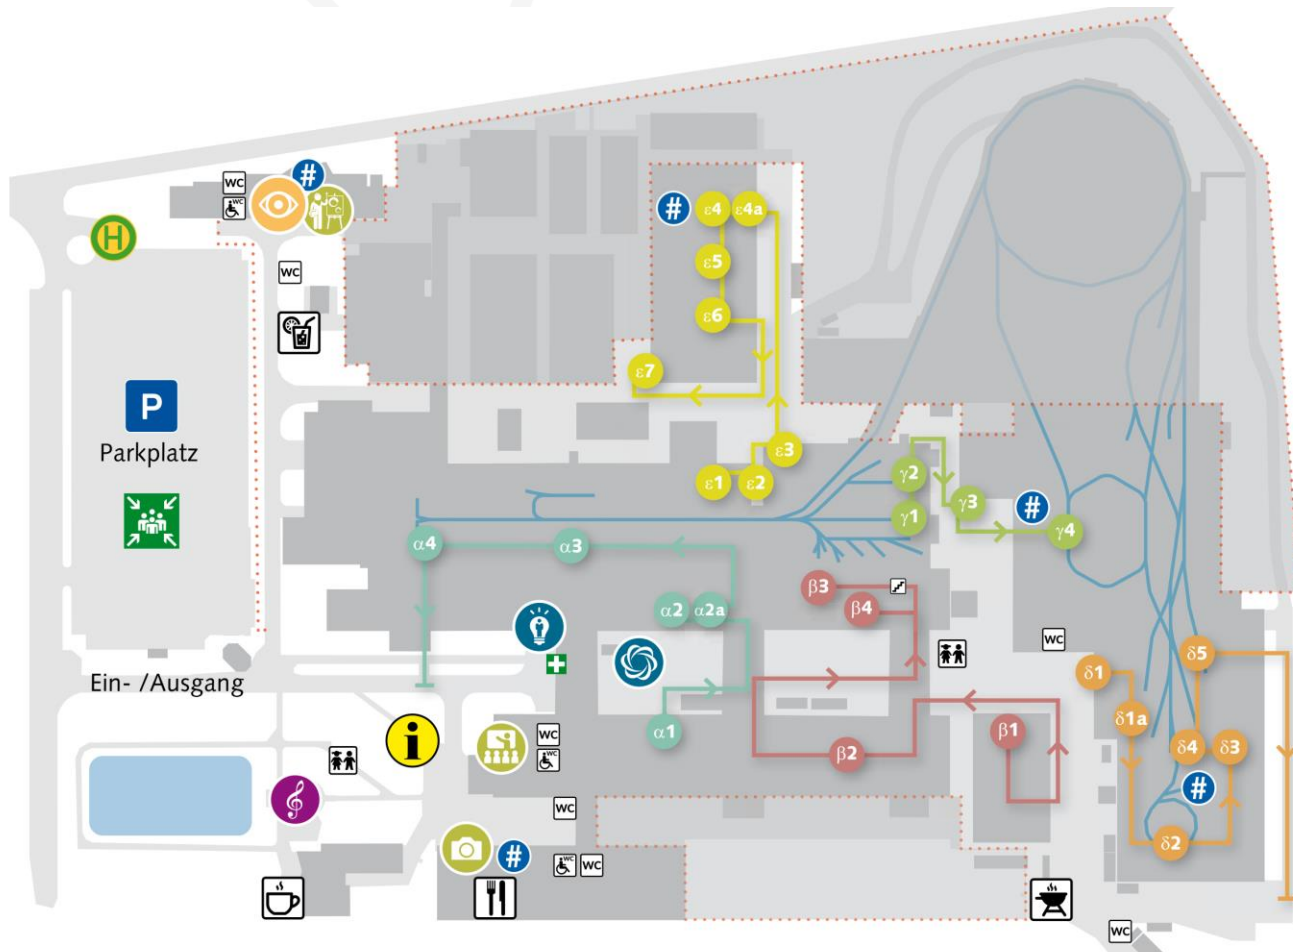 WC
WC
#
H
WC
#
ε4
ε4a
ε5
ε6
ε7
P
Parkplatz
ε3
ε1
ε2
γ2
γ3
γ1
#
γ4
α4
α3
β3
β4
α2
α2a
WC
Ein- /Ausgang
δ5
δ1
δ1a
i
α1
WC
WC
β2
β1
δ4
δ3
#
WC
δ2
#
WC
WC
WC